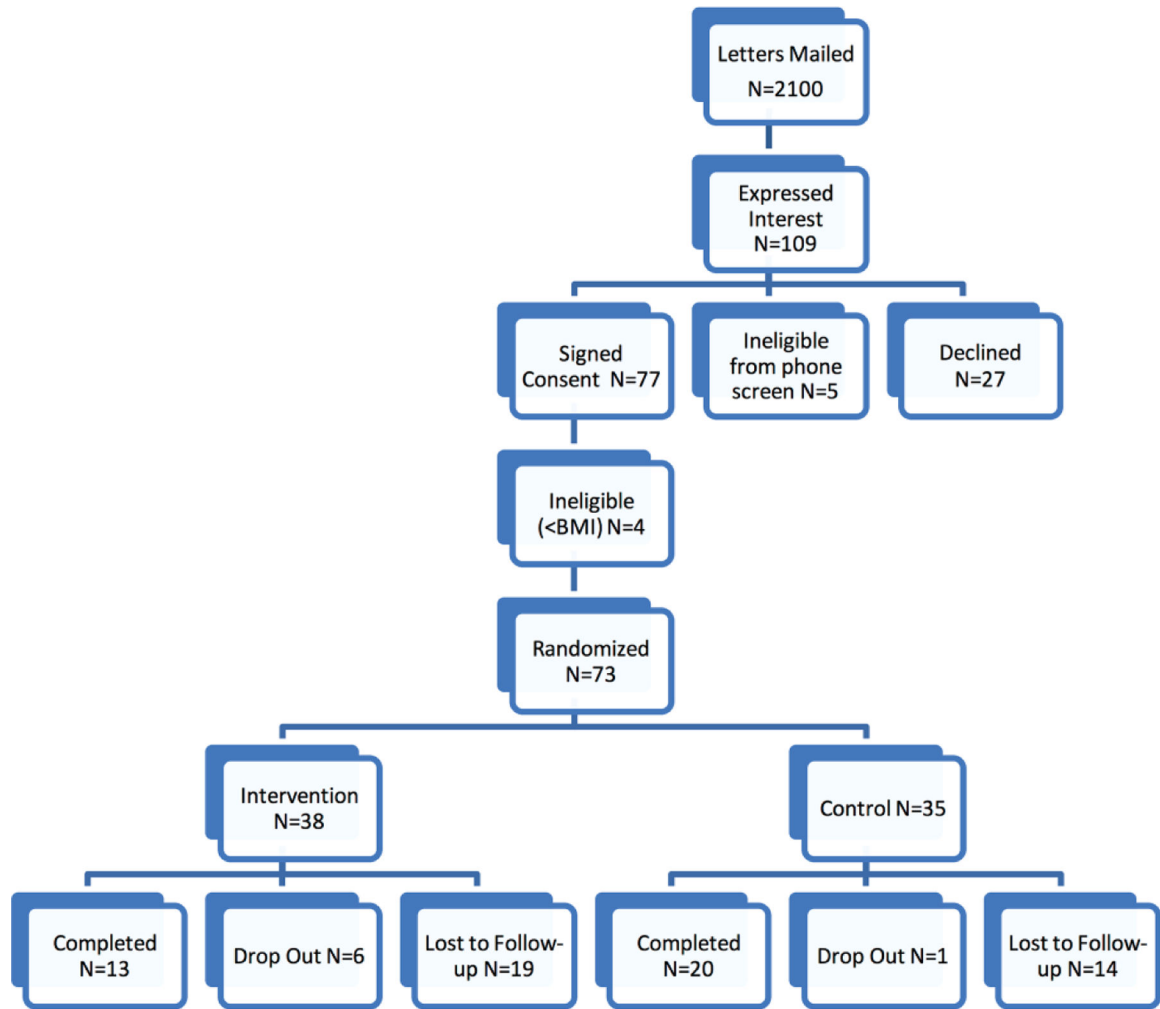 Letters Mailed
N=2100
Expressed
Interest
N=109
Signed
Consent N=77
Ineligible
from phone
screen N=5
Declined
N=27
Ineligible
(<BMI) N=4
Randomized
N=73
Intervention
N=38
Control N=35
Completed
N=13
Drop Out N=6
Lost to Follow-
up N=19
Completed
N=20
Drop Out N=1
Lost to Follow-
up N=14